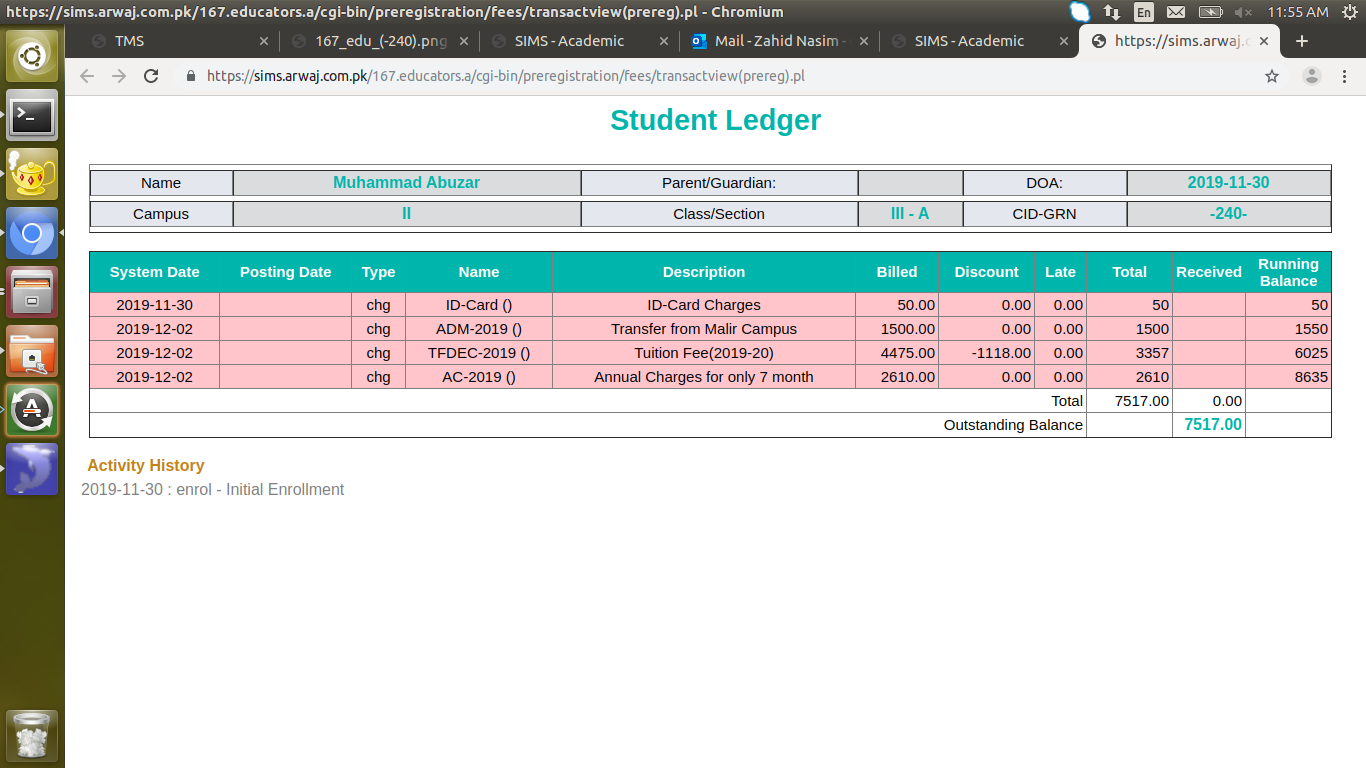 https://sims.arwaj.com.pk/167.educators.a/cgi-bin/preregistration/fees/transactview(prereg).pl - Chromium En 11:55 AM
TMS 167_edu_(-240).png SIMS - Academic Mail - Zahid Nasim - SIMS - Academic https://sims.arwaj.c
https://sims.arwaj.com.pk/167.educators.a/cgi-bin/preregistration/fees/transactview(prereg).pl
Student Ledger
Name Muhammad Abuzar Parent/Guardian: DOA: 2019-11-30
Campus II Class/Section III - A CID-GRN -240-
System Date Posting Date Type Name Description Billed Discount Late Total Received Running Balance
2019-11-30 chg ID-Card () ID-Card Charges 50.00 0.00 0.00 50 50
2019-12-02 chg ADM-2019 () Transfer from Malir Campus 1500.00 0.00 0.00 1500 1550
2019-12-02 chg TFDEC-2019 () Tuition Fee(2019-20) 4475.00 -1118.00 0.00 3357 6025
2019-12-02 chg AC-2019 () Annual Charges for only 7 month 2610.00 0.00 0.00 2610 8635
Total 7517.00 0.00
Outstanding Balance 7517.00
Activity History
2019-11-30 : enrol - Initial Enrollment